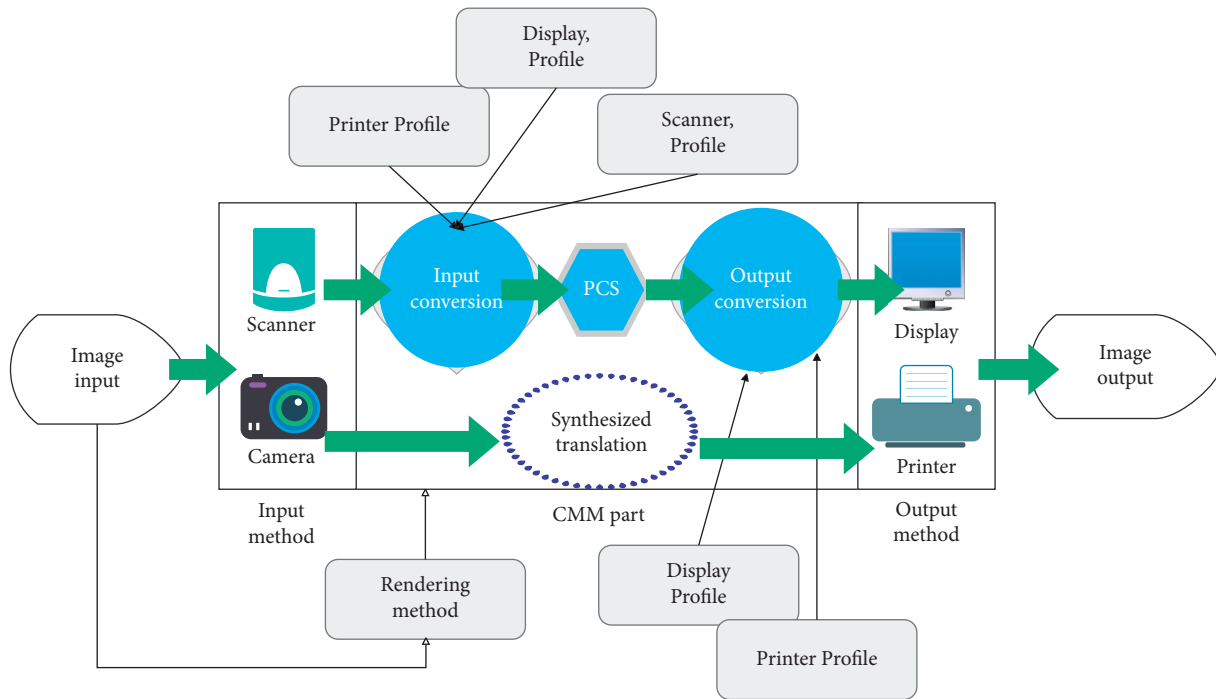 Display,
Profile
Printer Profile
Scanner,
Profile
Input
conversion
PCS
Output
conversion
Scanner
Display
Image
input
Image
output
Synthesized
translation
Camera
Printer
Input
method
CMM part
Output
method
Rendering
method
Display
Profile
Printer Profile